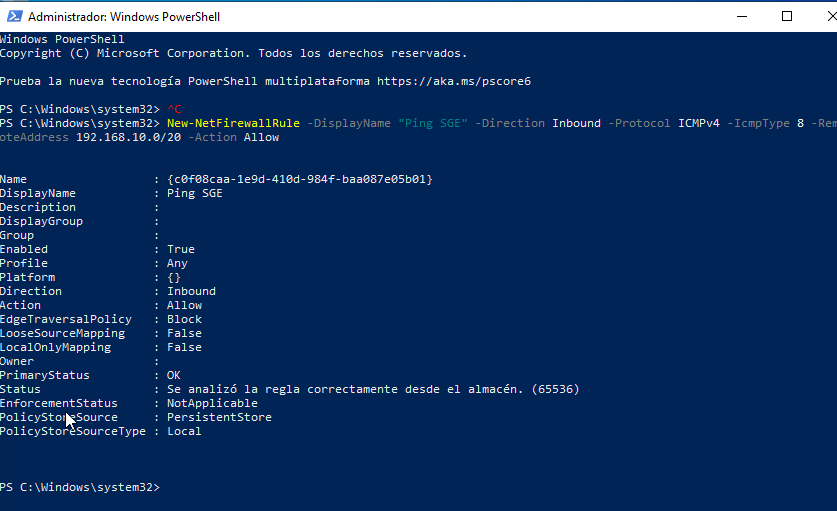 Administrador: Windows PowerShell
Windows PowerShell
Copyright (C) Microsoft Corporation. Todos los derechos reservados.
Prueba la nueva tecnología PowerShell multiplataforma https://aka.ms/pscore6
PS C:\Windows\system32> ^C
PS C:\Windows\system32> New-NetFirewallRule -DisplayName "Ping SGE" -Direction Inbound -Protocol ICMPv4 -IcmpType 8 -Rem
oteAddress 192.168.10.0/20 -Action Allow
Name                  : {c0f08caa-1e9d-410d-984f-baa087e05b01}
DisplayName           : Ping SGE
Description           :
DisplayGroup          :
Group                 :
Enabled               : True
Profile               : Any
Platform              : {}
Direction             : Inbound
Action                : Allow
EdgeTraversalPolicy   : Block
LooseSourceMapping    : False
LocalOnlyMapping      : False
Owner                 :
PrimaryStatus         : OK
Status                : Se analizó la regla correctamente desde el almacén. (65536)
EnforcementStatus     : NotApplicable
PolicyStoreSource     : PersistentStore
PolicyStoreSourceType : Local
PS C:\Windows\system32>